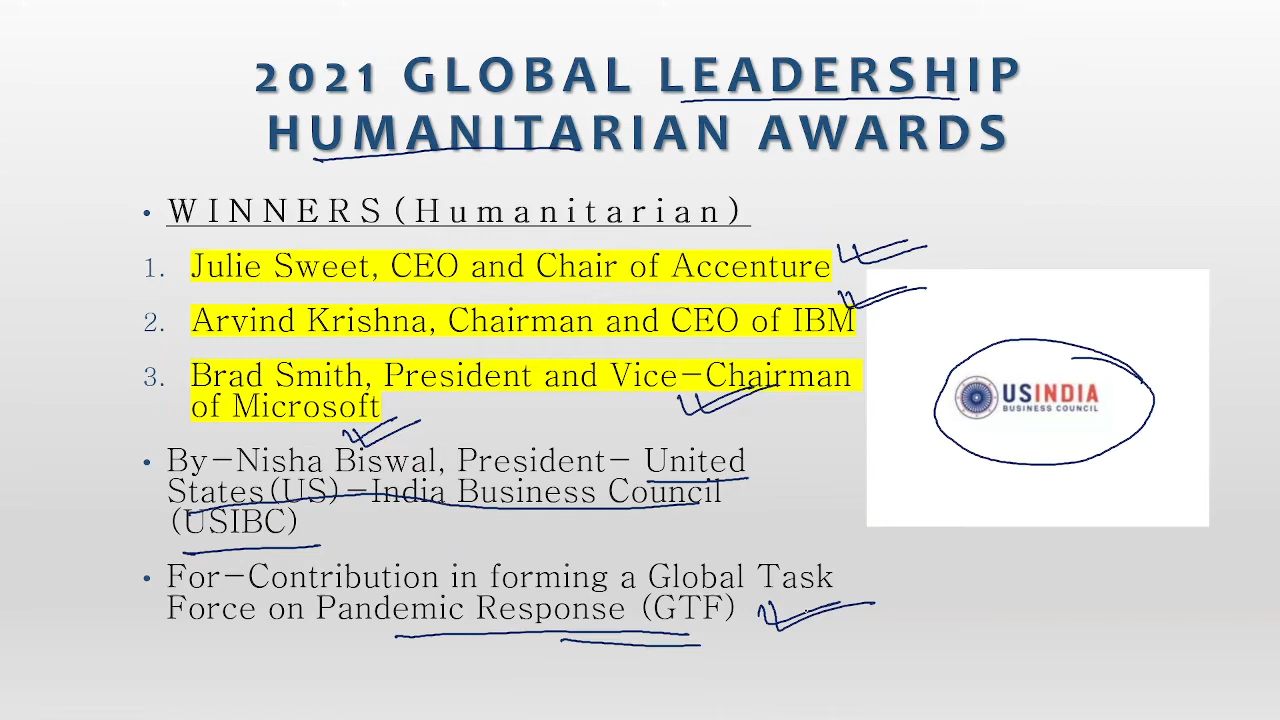 2021 GLOBAL LEADERSHIP
HUMANITARIAN AWARDS
• WINNERS(Humanitarian)
1. Julie Sweet, CEO and Chair of Accenture
2. Arvind Krishna, Chairman and CEO of IBM
3. Brad Smith, President and Vice-Chairman
of Microsoft
• By-Nisha Biswal, President- United
States(US)-India Business Council
(USIBC)
• For-Contribution in forming a Global Task
Force on Pandemic Response (GTF)
USINDIA
BUSINESS COUNCIL